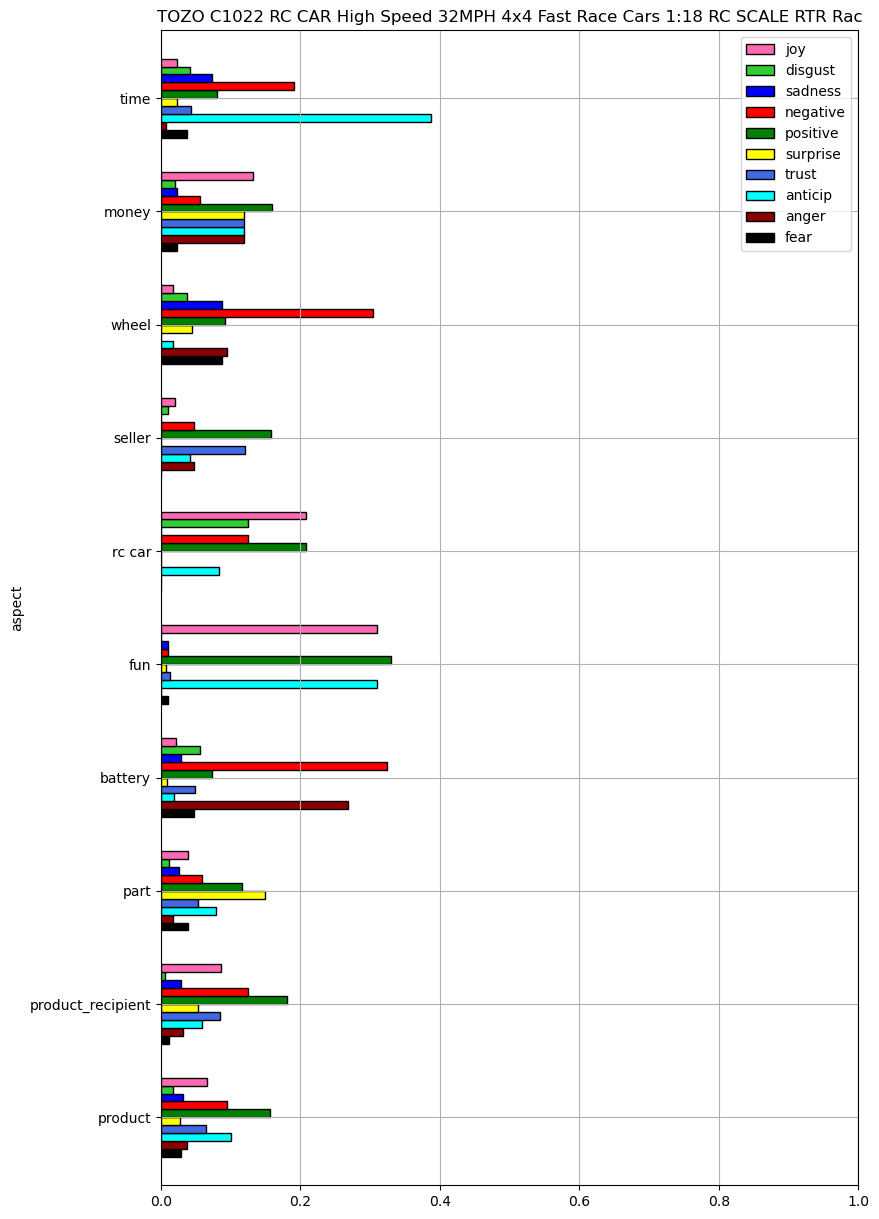 TOZO C1022 RC CAR High Speed 32MPH 4x4 Fast Race Cars 1:18 RC SCALE RTR Rac
joy
disgust
sadness
negative
positive
surprise
trust
anticip
anger
fear
time
money
wheel
seller
rc car
fun
battery
part
product_recipient
product
aspect
0.0 0.2 0.4 0.6 0.8 1.0